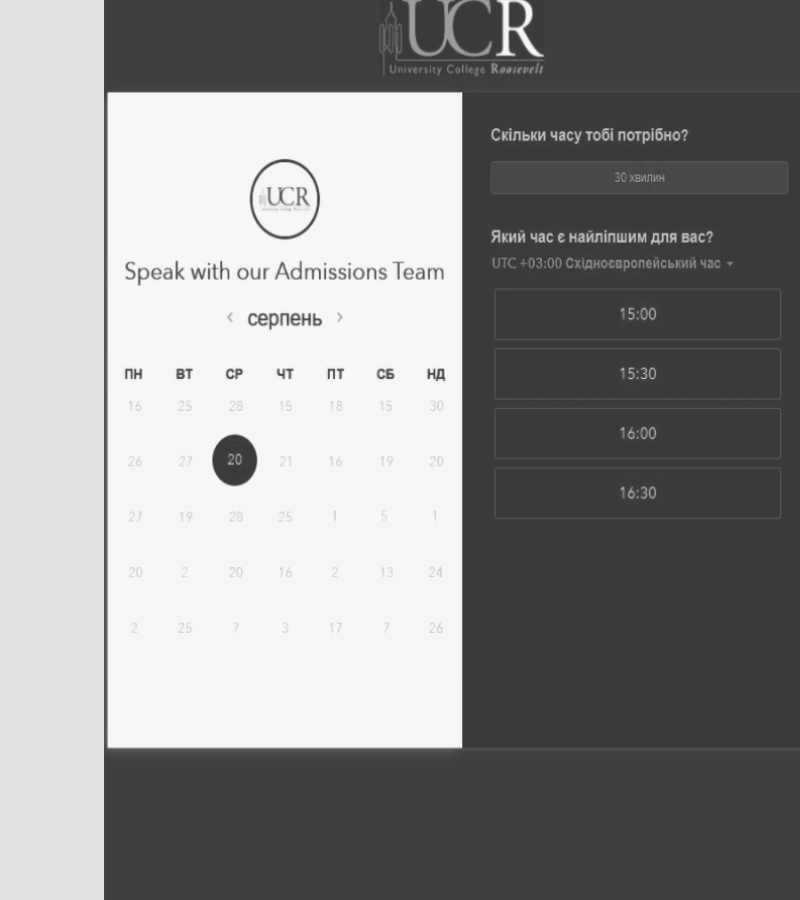 UCR
University College Roosevelt
UCR
Speak with our Admissions Team
‹ серпень ›
ПН ВТ СР ЧТ ПТ СБ НД
16 25 28 15 18 15 30
26 27 20 21 16 19 20
27 19 28 25 1 5 1
20 2 20 16 2 13 24
2 25 7 3 17 7 26
Скільки часу тобі потрібно?
30 хвилин
Який час є найліпшим для вас?
UTC +03:00 Східноєвропейський час
15:00
15:30
16:00
16:30